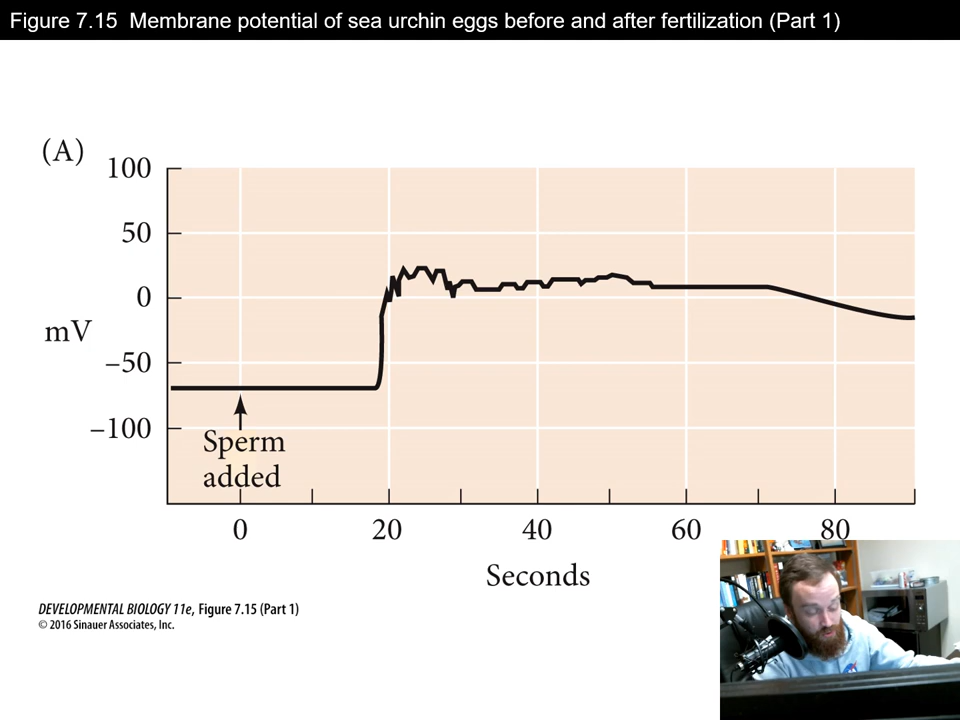 Figure 7.15  Membrane potential of sea urchin eggs before and after fertilization (Part 1)
(A)
100
50
0
mV
–50
–100
Sperm
added
0 20 40 60 80
Seconds
DEVELOPMENTAL BIOLOGY 11e, Figure 7.15 (Part 1)
© 2016 Sinauer Associates, Inc.